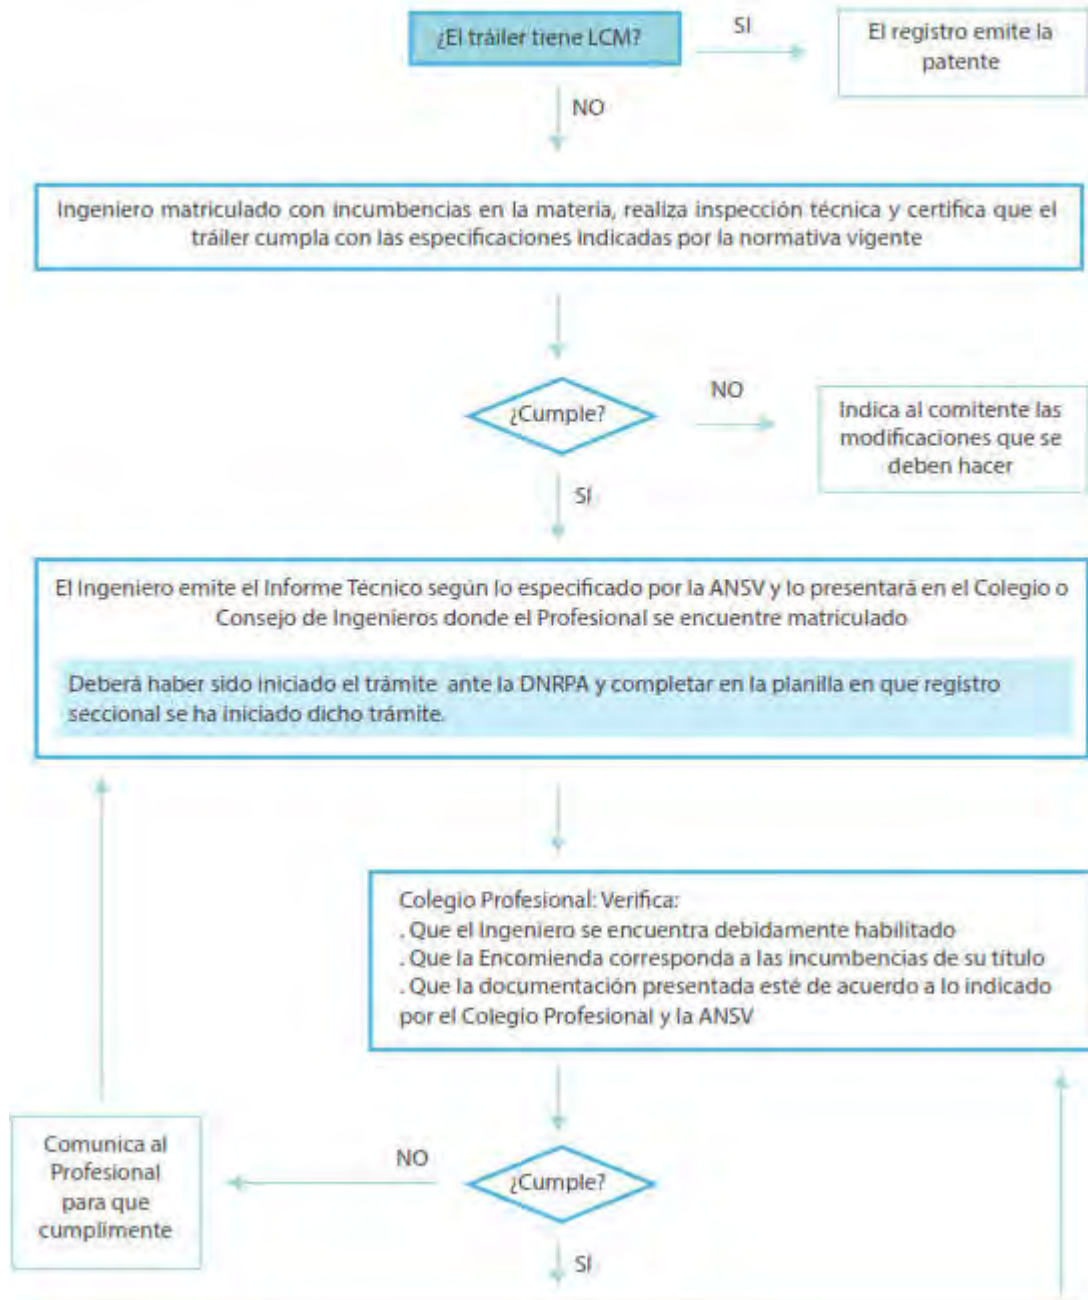 ¿El tráiler tiene LCM?
SI
El registro emite la
patente
NO
Ingeniero matriculado con incumbencias en la materia, realiza inspección técnica y certifica que el
tráiler cumpla con las especificaciones indicadas por la normativa vigente
¿Cumple?
NO
Indica al comitente las
modificaciones que se
deben hacer
SI
El Ingeniero emite el Informe Técnico según lo especificado por la ANSV y lo presentará en el Colegio o
Consejo de Ingenieros donde el Profesional se encuentre matriculado
Deberá haber sido iniciado el trámite ante la DNRPA y completar en la planilla en que registro
seccional se ha iniciado dicho trámite.
Colegio Profesional: Verifica:
. Que el Ingeniero se encuentra debidamente habilitado
. Que la Encomienda corresponda a las incumbencias de su título
. Que la documentación presentada esté de acuerdo a lo indicado
por el Colegio Profesional y la ANSV
Comunica al
Profesional
para que
cumplimente
NO
¿Cumple?
SI